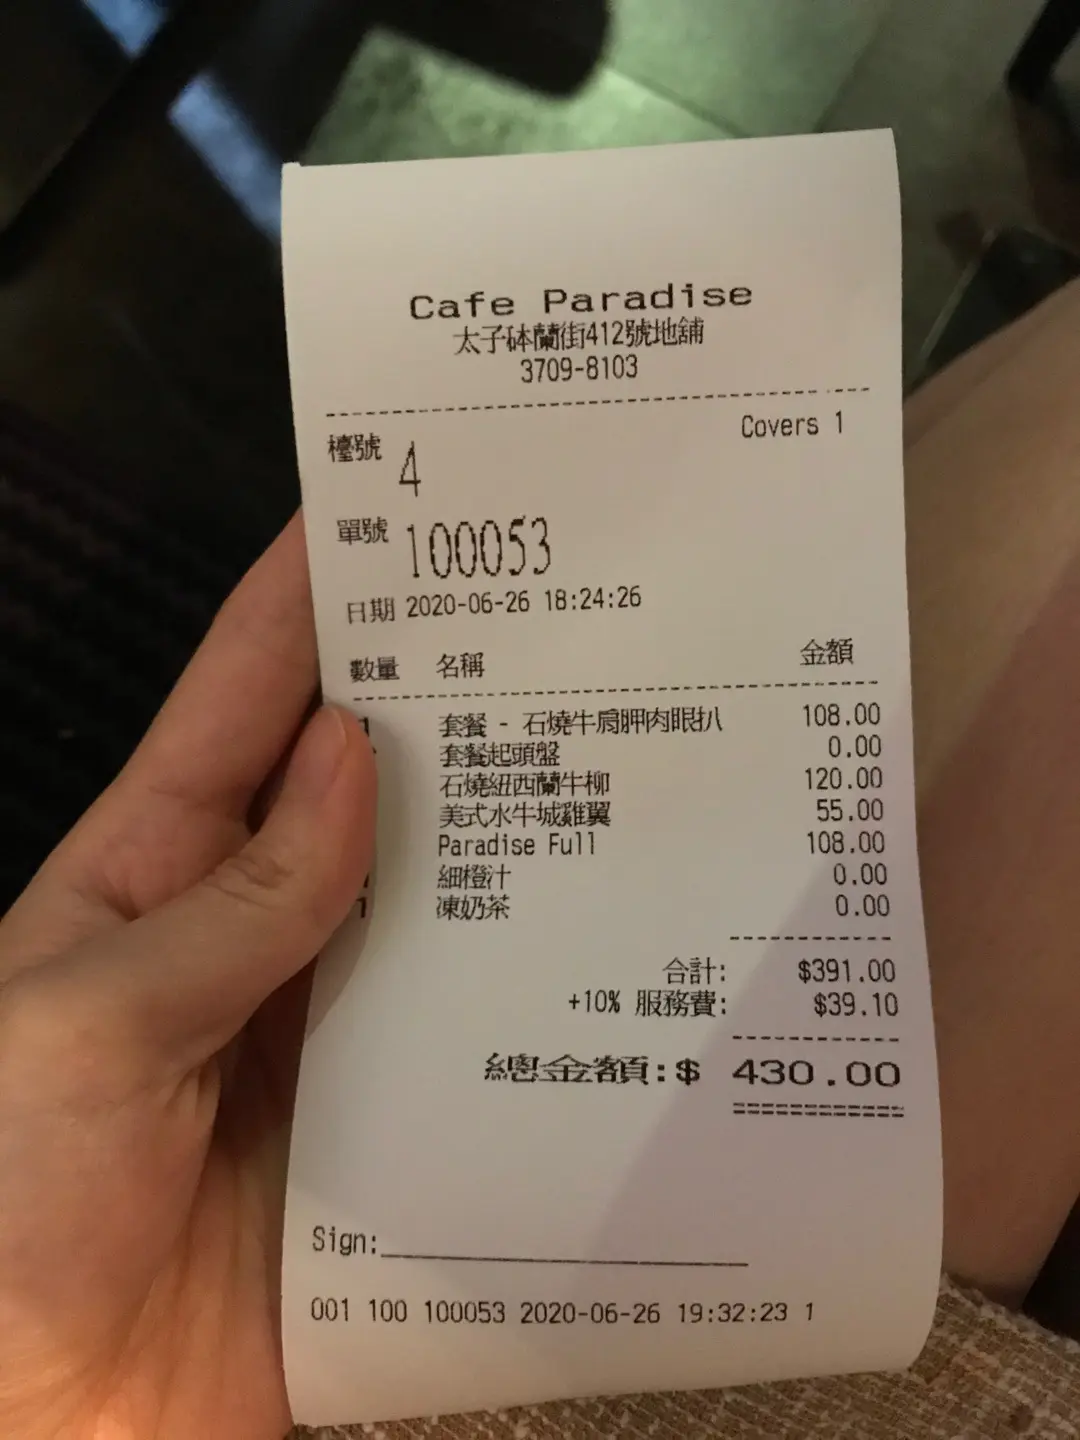 Cafe Paradise
太子砵蘭街412號地舖
3709-8103
Covers 1
檯號 4
單號 100053
日期 2020-06-26 18:24:26
數量 名稱 金額
1 套餐 - 石燒牛肩胛肉眼扒 108.00
套餐起頭盤 0.00
石燒紐西蘭牛柳 120.00
美式水牛城雞翼 55.00
Paradise Full 108.00
細橙汁 0.00
1 凍奶茶 0.00
合計: $391.00
+10% 服務費: $39.10
總金額:$ 430.00
Sign:
001 100 100053 2020-06-26 19:32:23 1